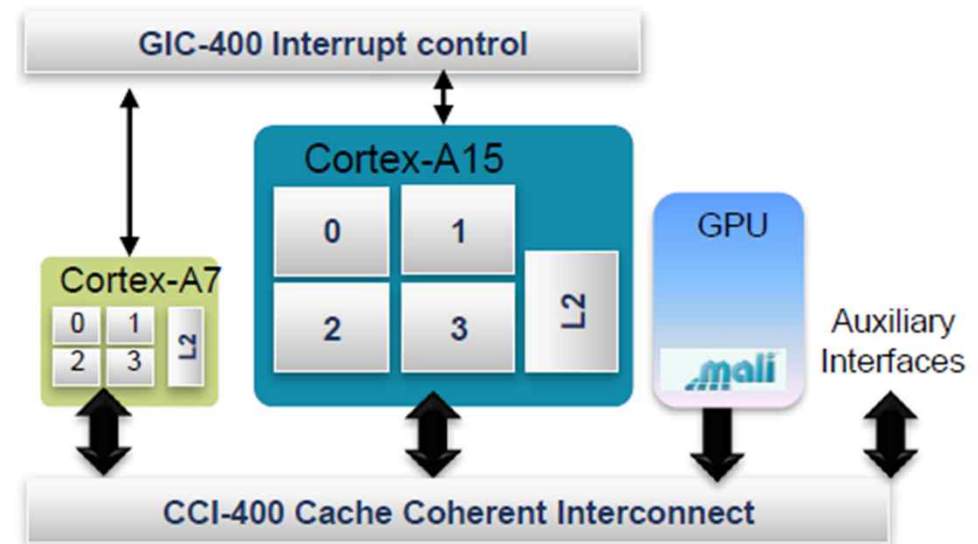 GIC-400 Interrupt control
Cortex-A15
0 1
2 3
L2
GPU
mali
Cortex-A7
0 1
2 3
L2
Auxiliary
Interfaces
CCI-400 Cache Coherent Interconnect